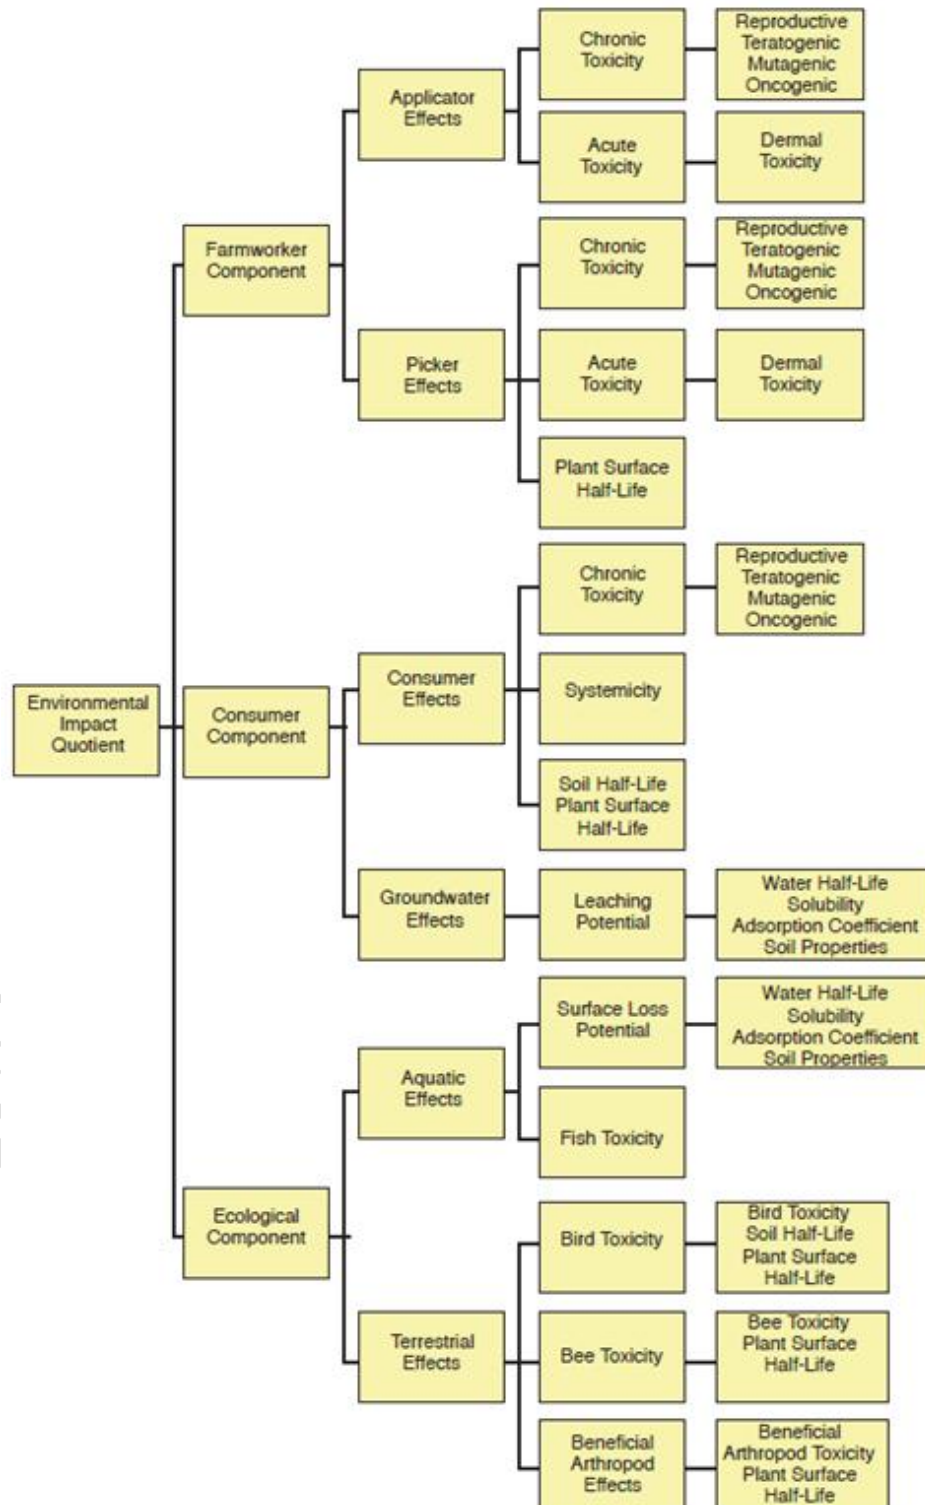 Environmental
Impact
Quotient
Farmworker
Component
Applicator
Effects
Chronic
Toxicity
Reproductive
Teratogenic
Mutagenic
Oncogenic
Acute
Toxicity
Dermal
Toxicity
Picker
Effects
Chronic
Toxicity
Reproductive
Teratogenic
Mutagenic
Oncogenic
Acute
Toxicity
Dermal
Toxicity
Plant Surface
Half-Life
Consumer
Component
Consumer
Effects
Chronic
Toxicity
Reproductive
Teratogenic
Mutagenic
Oncogenic
Systemicity
Soil Half-Life
Plant Surface
Half-Life
Groundwater
Effects
Leaching
Potential
Water Half-Life
Solubility
Adsorption Coefficient
Soil Properties
Ecological
Component
Aquatic
Effects
Surface Loss
Potential
Water Half-Life
Solubility
Adsorption Coefficient
Soil Properties
Fish Toxicity
Terrestrial
Effects
Bird Toxicity
Bird Toxicity
Soil Half-Life
Plant Surface
Half-Life
Bee Toxicity
Bee Toxicity
Plant Surface
Half-Life
Beneficial
Arthropod
Effects
Beneficial
Arthropod Toxicity
Plant Surface
Half-Life